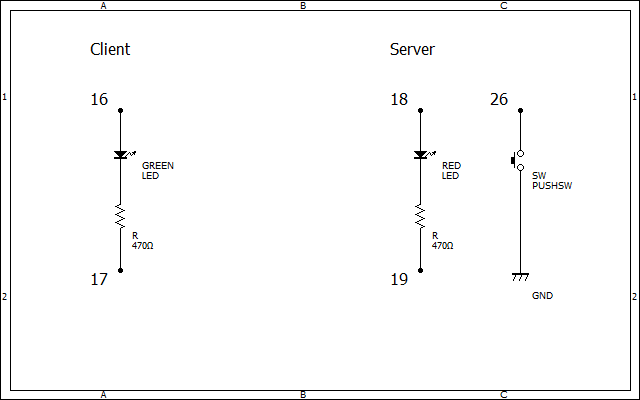 A B C
Client Server
1 16 18 26 1
GREEN
LED
RED
LED
SW
PUSHSW
R
470Ω
R
470Ω
17 19
2 GND 2
A B C